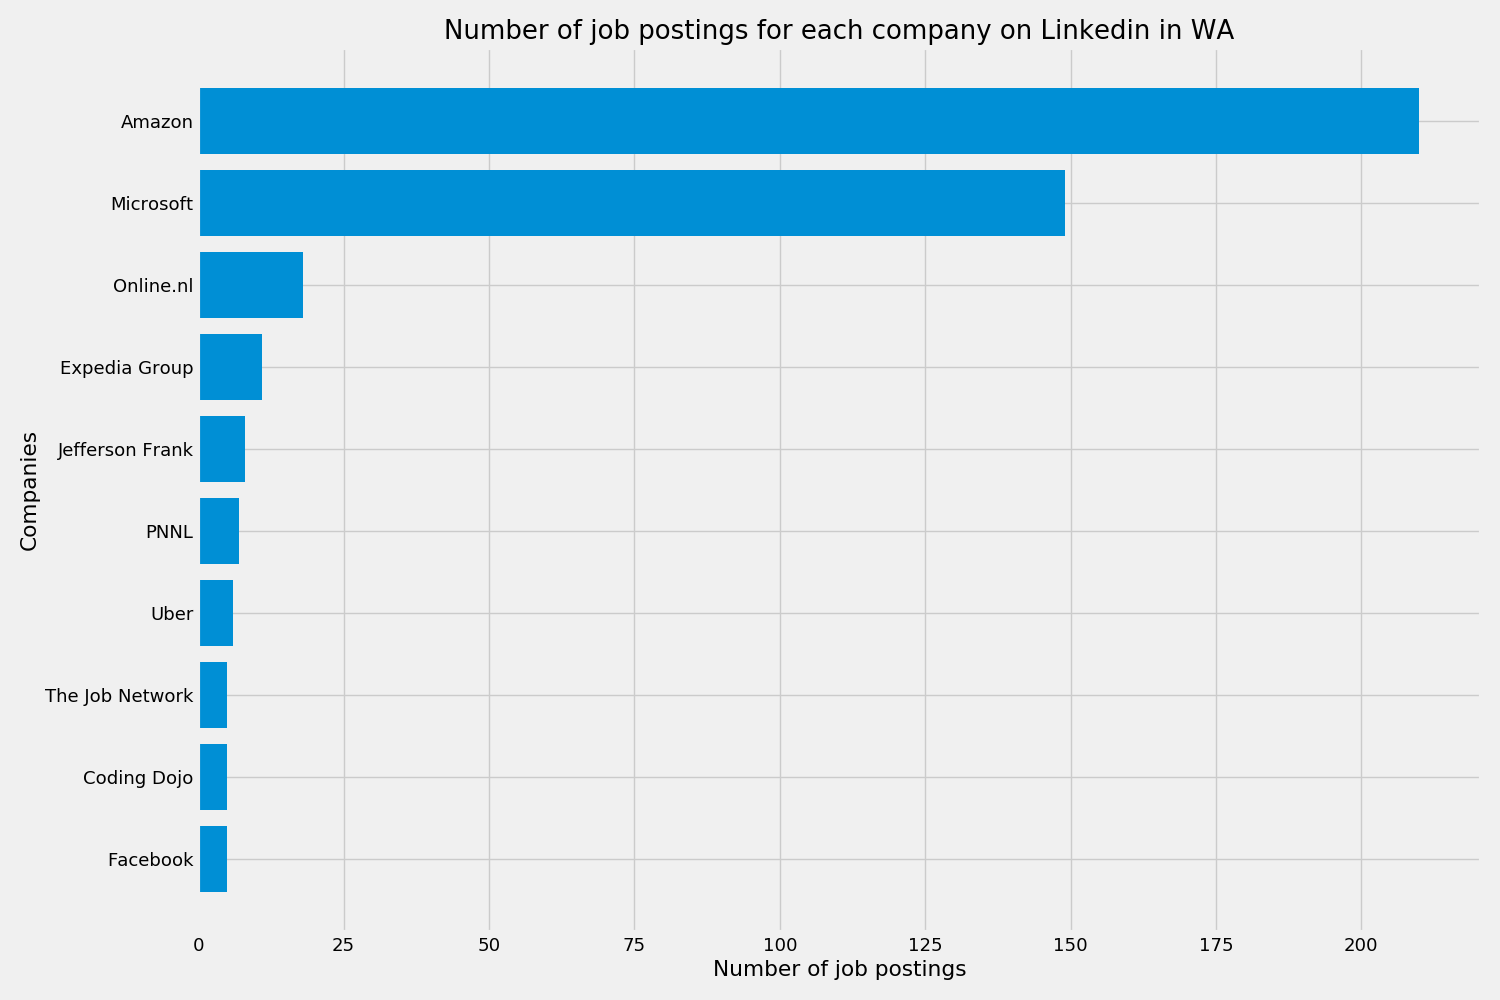 Number of job postings for each company on Linkedin in WA
Companies
Amazon
Microsoft
Online.nl
Expedia Group
Jefferson Frank
PNNL
Uber
The Job Network
Coding Dojo
Facebook
0 25 50 75 100 125 150 175 200
Number of job postings